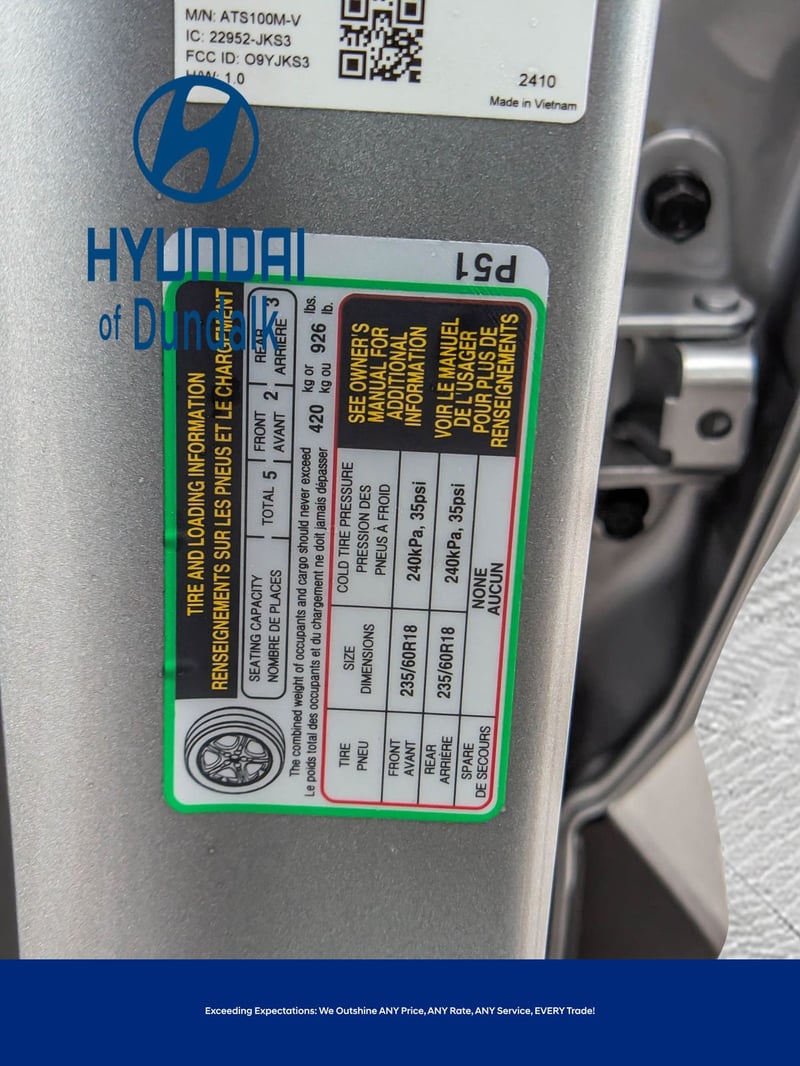 M/N: ATS100M-V
IC: 22952-JKS3
FCC ID: O9YJKS3
H/W: 1.0
2410
Made in Vietnam
HYUNDAI
of Dundalk
P51
TIRE AND LOADING INFORMATION
RENSEIGNEMENTS SUR LES PNEUS ET LE CHARGEMENT
SEATING CAPACITY
NOMBRE DE PLACES
TOTAL 5
FRONT
AVANT
2
REAR
ARRIÈRE
3
The combined weight of occupants and cargo should never exceed 420 kg or 926 lbs.
Le poids total des occupants et du chargement ne doit jamais dépasser kg ou lb.
TIRE
PNEU
SIZE
DIMENSIONS
COLD TIRE PRESSURE
PRESSION DES
PNEUS À FROID
FRONT
AVANT
235/60R18
240kPa, 35psi
REAR
ARRIÈRE
235/60R18
240kPa, 35psi
SPARE
DE SECOURS
NONE
AUCUN
SEE OWNER'S
MANUAL FOR
ADDITIONAL
INFORMATION
VOIR LE MANUEL
DE L'USAGER
POUR PLUS DE
RENSEIGNEMENTS
Exceeding Expectations: We Outshine ANY Price, ANY Rate, ANY Service, EVERY Trade!